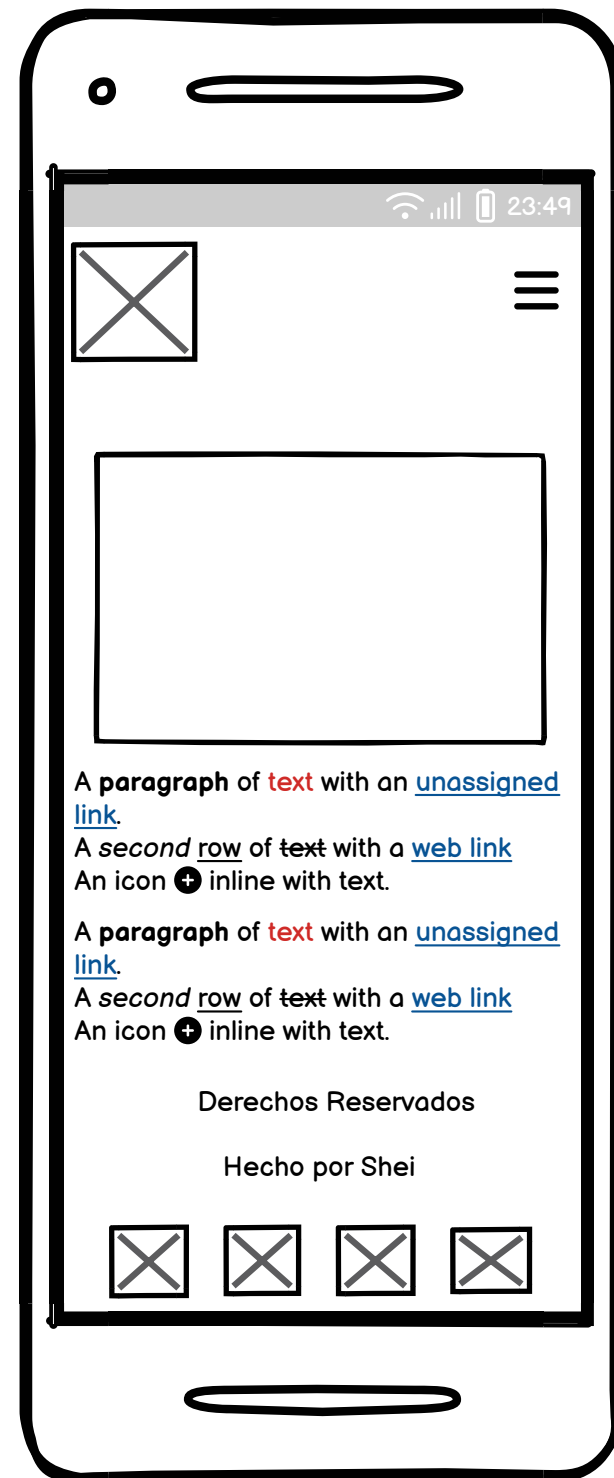 23:49
A paragraph of text with an unassigned
link.
A second row of text with a web link
An icon + inline with text.
A paragraph of text with an unassigned
link.
A second row of text with a web link
An icon + inline with text.
Derechos Reservados
Hecho por Shei